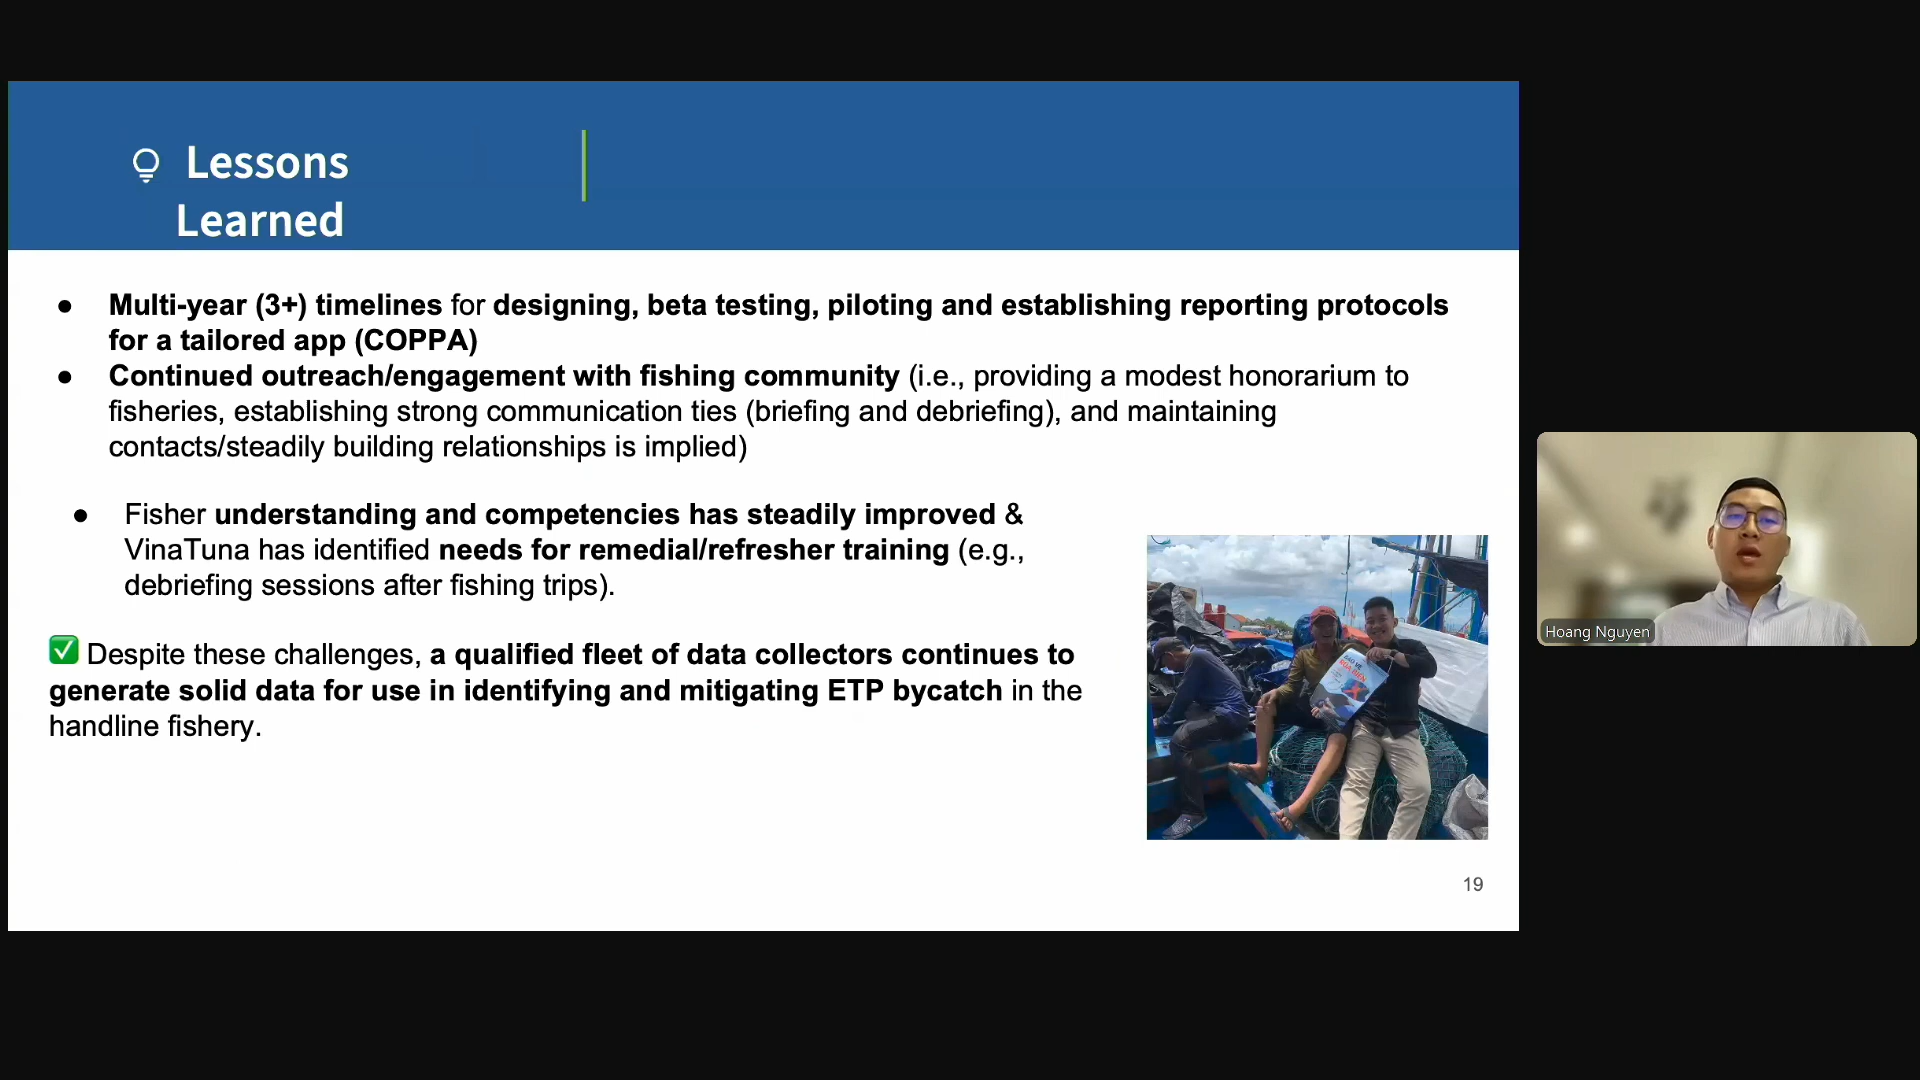 Lessons
Learned
● Multi-year (3+) timelines for designing, beta testing, piloting and establishing reporting protocols
for a tailored app (COPPA)
● Continued outreach/engagement with fishing community (i.e., providing a modest honorarium to
fisheries, establishing strong communication ties (briefing and debriefing), and maintaining
contacts/steadily building relationships is implied)
● Fisher understanding and competencies has steadily improved &
VinaTuna has identified needs for remedial/refresher training (e.g.,
debriefing sessions after fishing trips).
✅ Despite these challenges, a qualified fleet of data collectors continues to
generate solid data for use in identifying and mitigating ETP bycatch in the
handline fishery.
19
Hoang Nguyen